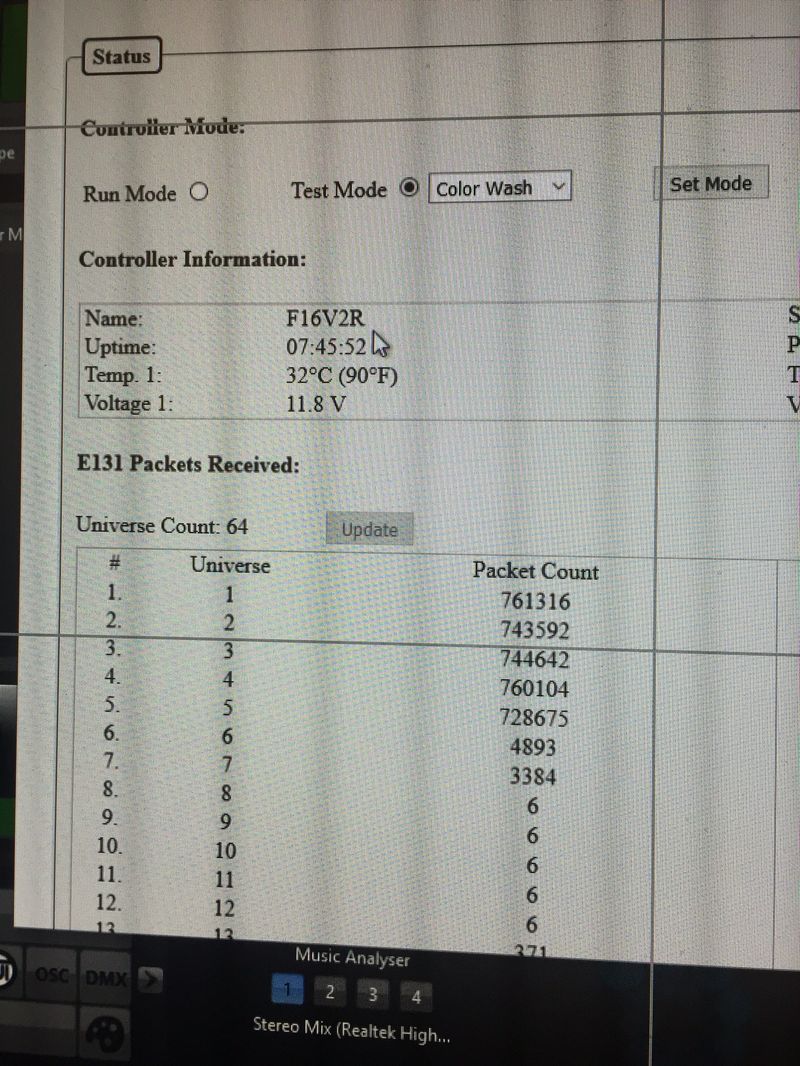 Status
Controller Mode:
pe
Run Mode Test Mode Color Wash Set Mode
r M
Controller Information:
Name: F16V2R S
Uptime: 07:45:52 P
Temp. 1: 32°C (90°F) T
Voltage 1: 11.8 V V
E131 Packets Received:
Universe Count: 64 Update
# Universe Packet Count
1. 1 761316
2. 2 743592
3. 3 744642
4. 4 760104
5. 5 728675
6. 6 4893
7. 7 3384
8. 8 6
9. 9 6
10. 10 6
11. 11 6
12. 12 6
13. 13 371
OSC DMX
Music Analyser
1 2 3 4
Stereo Mix (Realtek High...